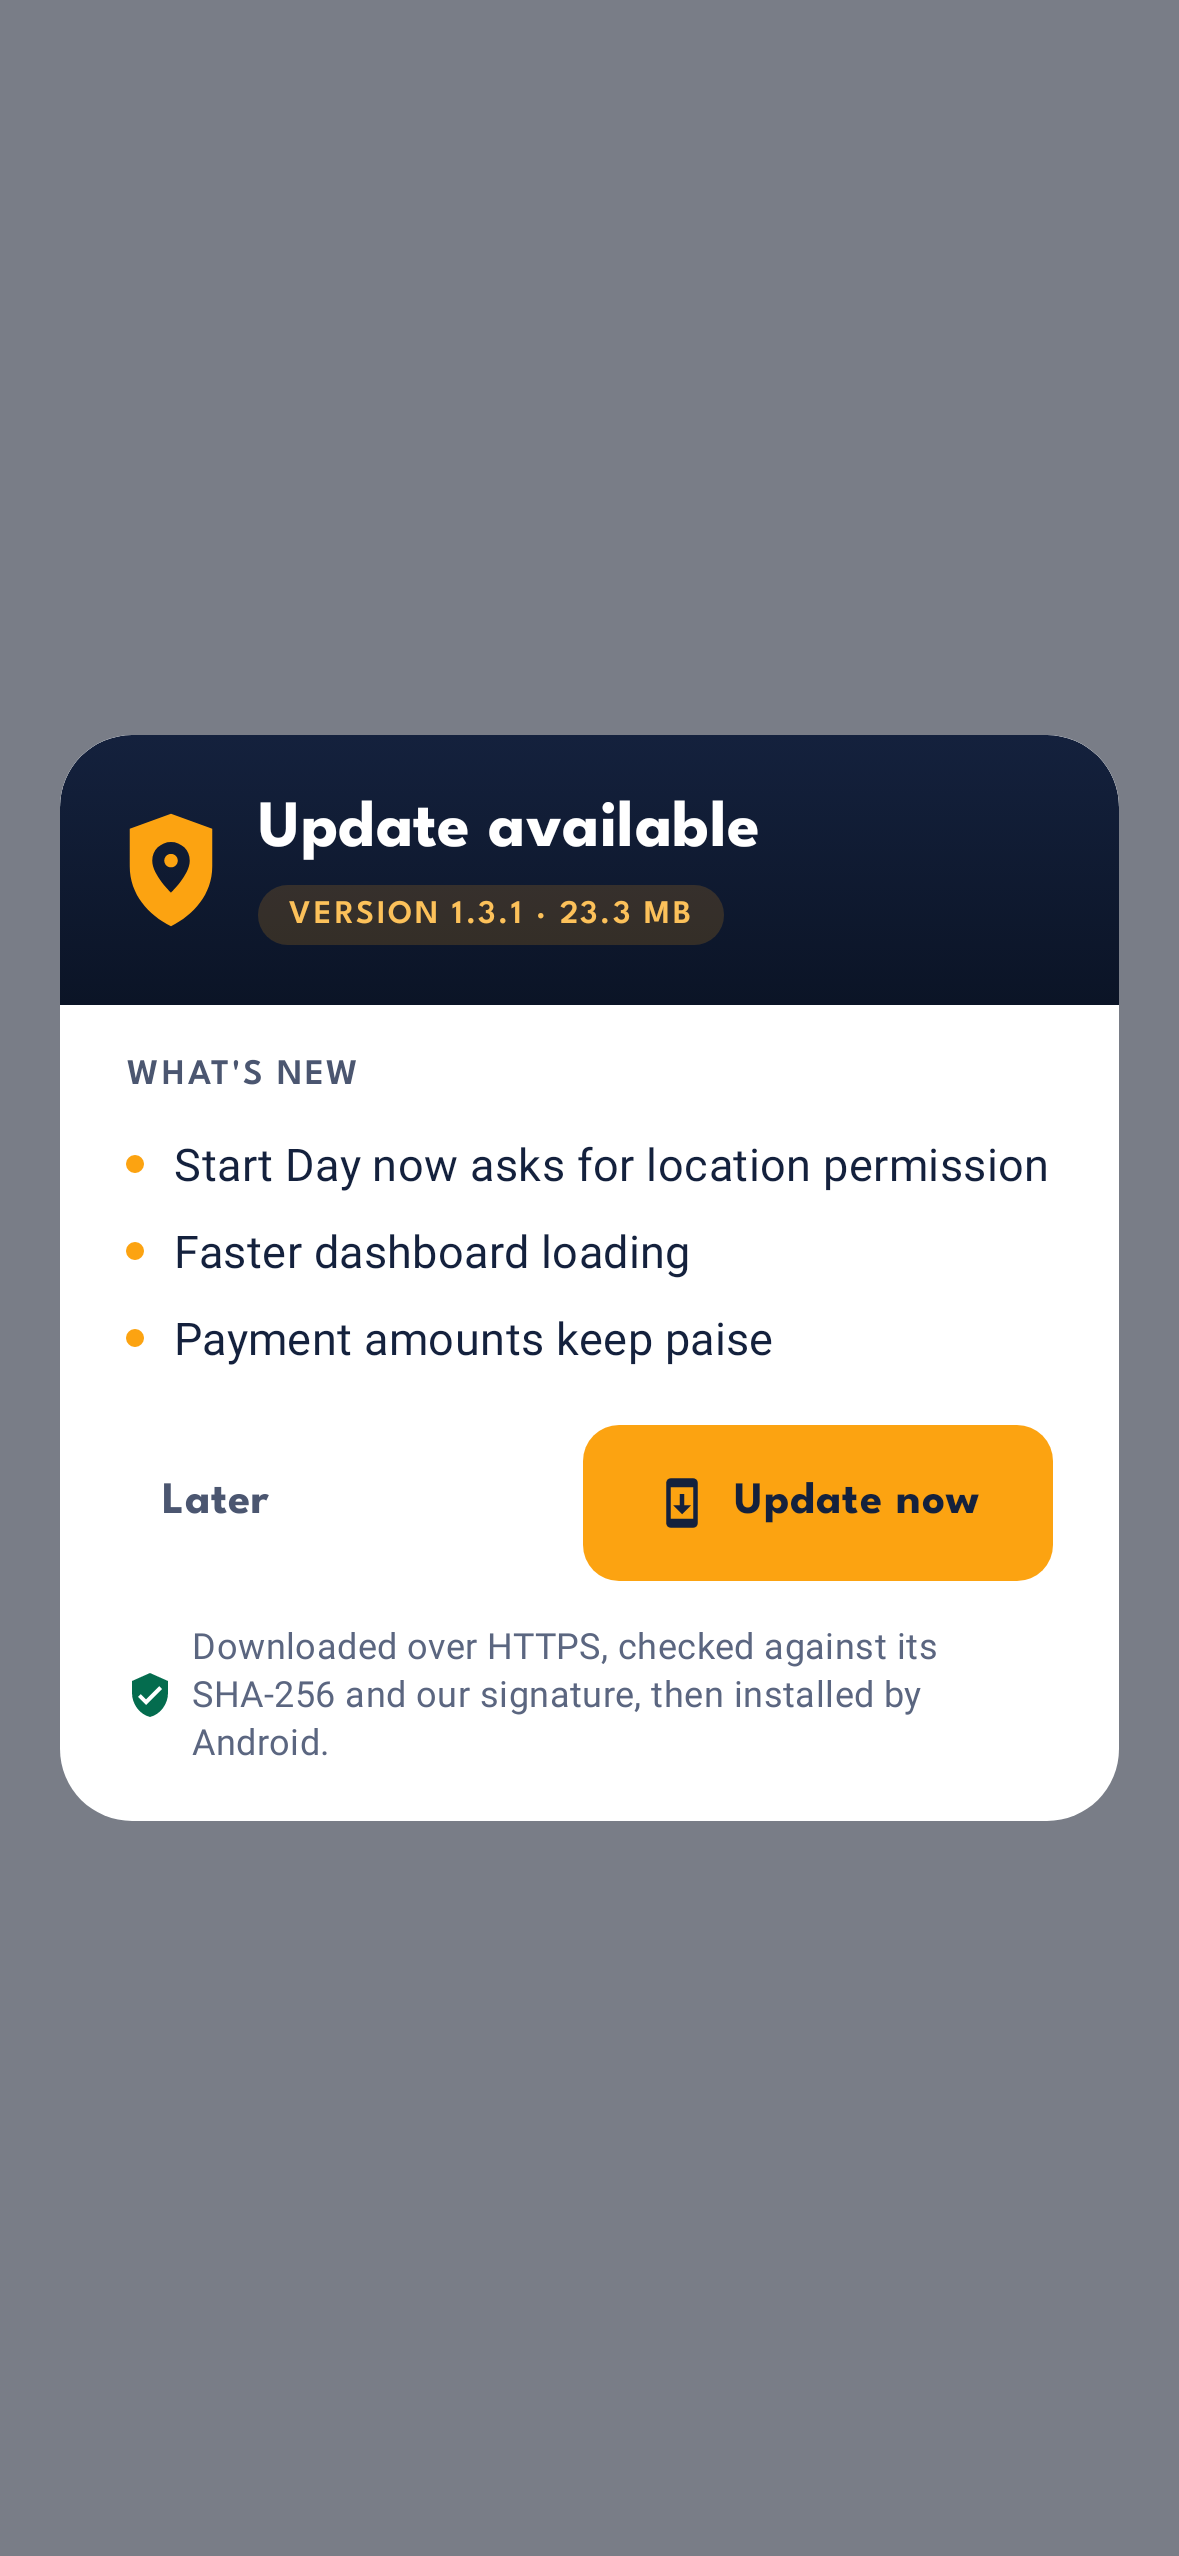 Update available
VERSION 1.3.1 · 23.3 MB
WHAT'S NEW
Start Day now asks for location permission
Faster dashboard loading
Payment amounts keep paise
Later
Update now
Downloaded over HTTPS, checked against its
SHA-256 and our signature, then installed by
Android.